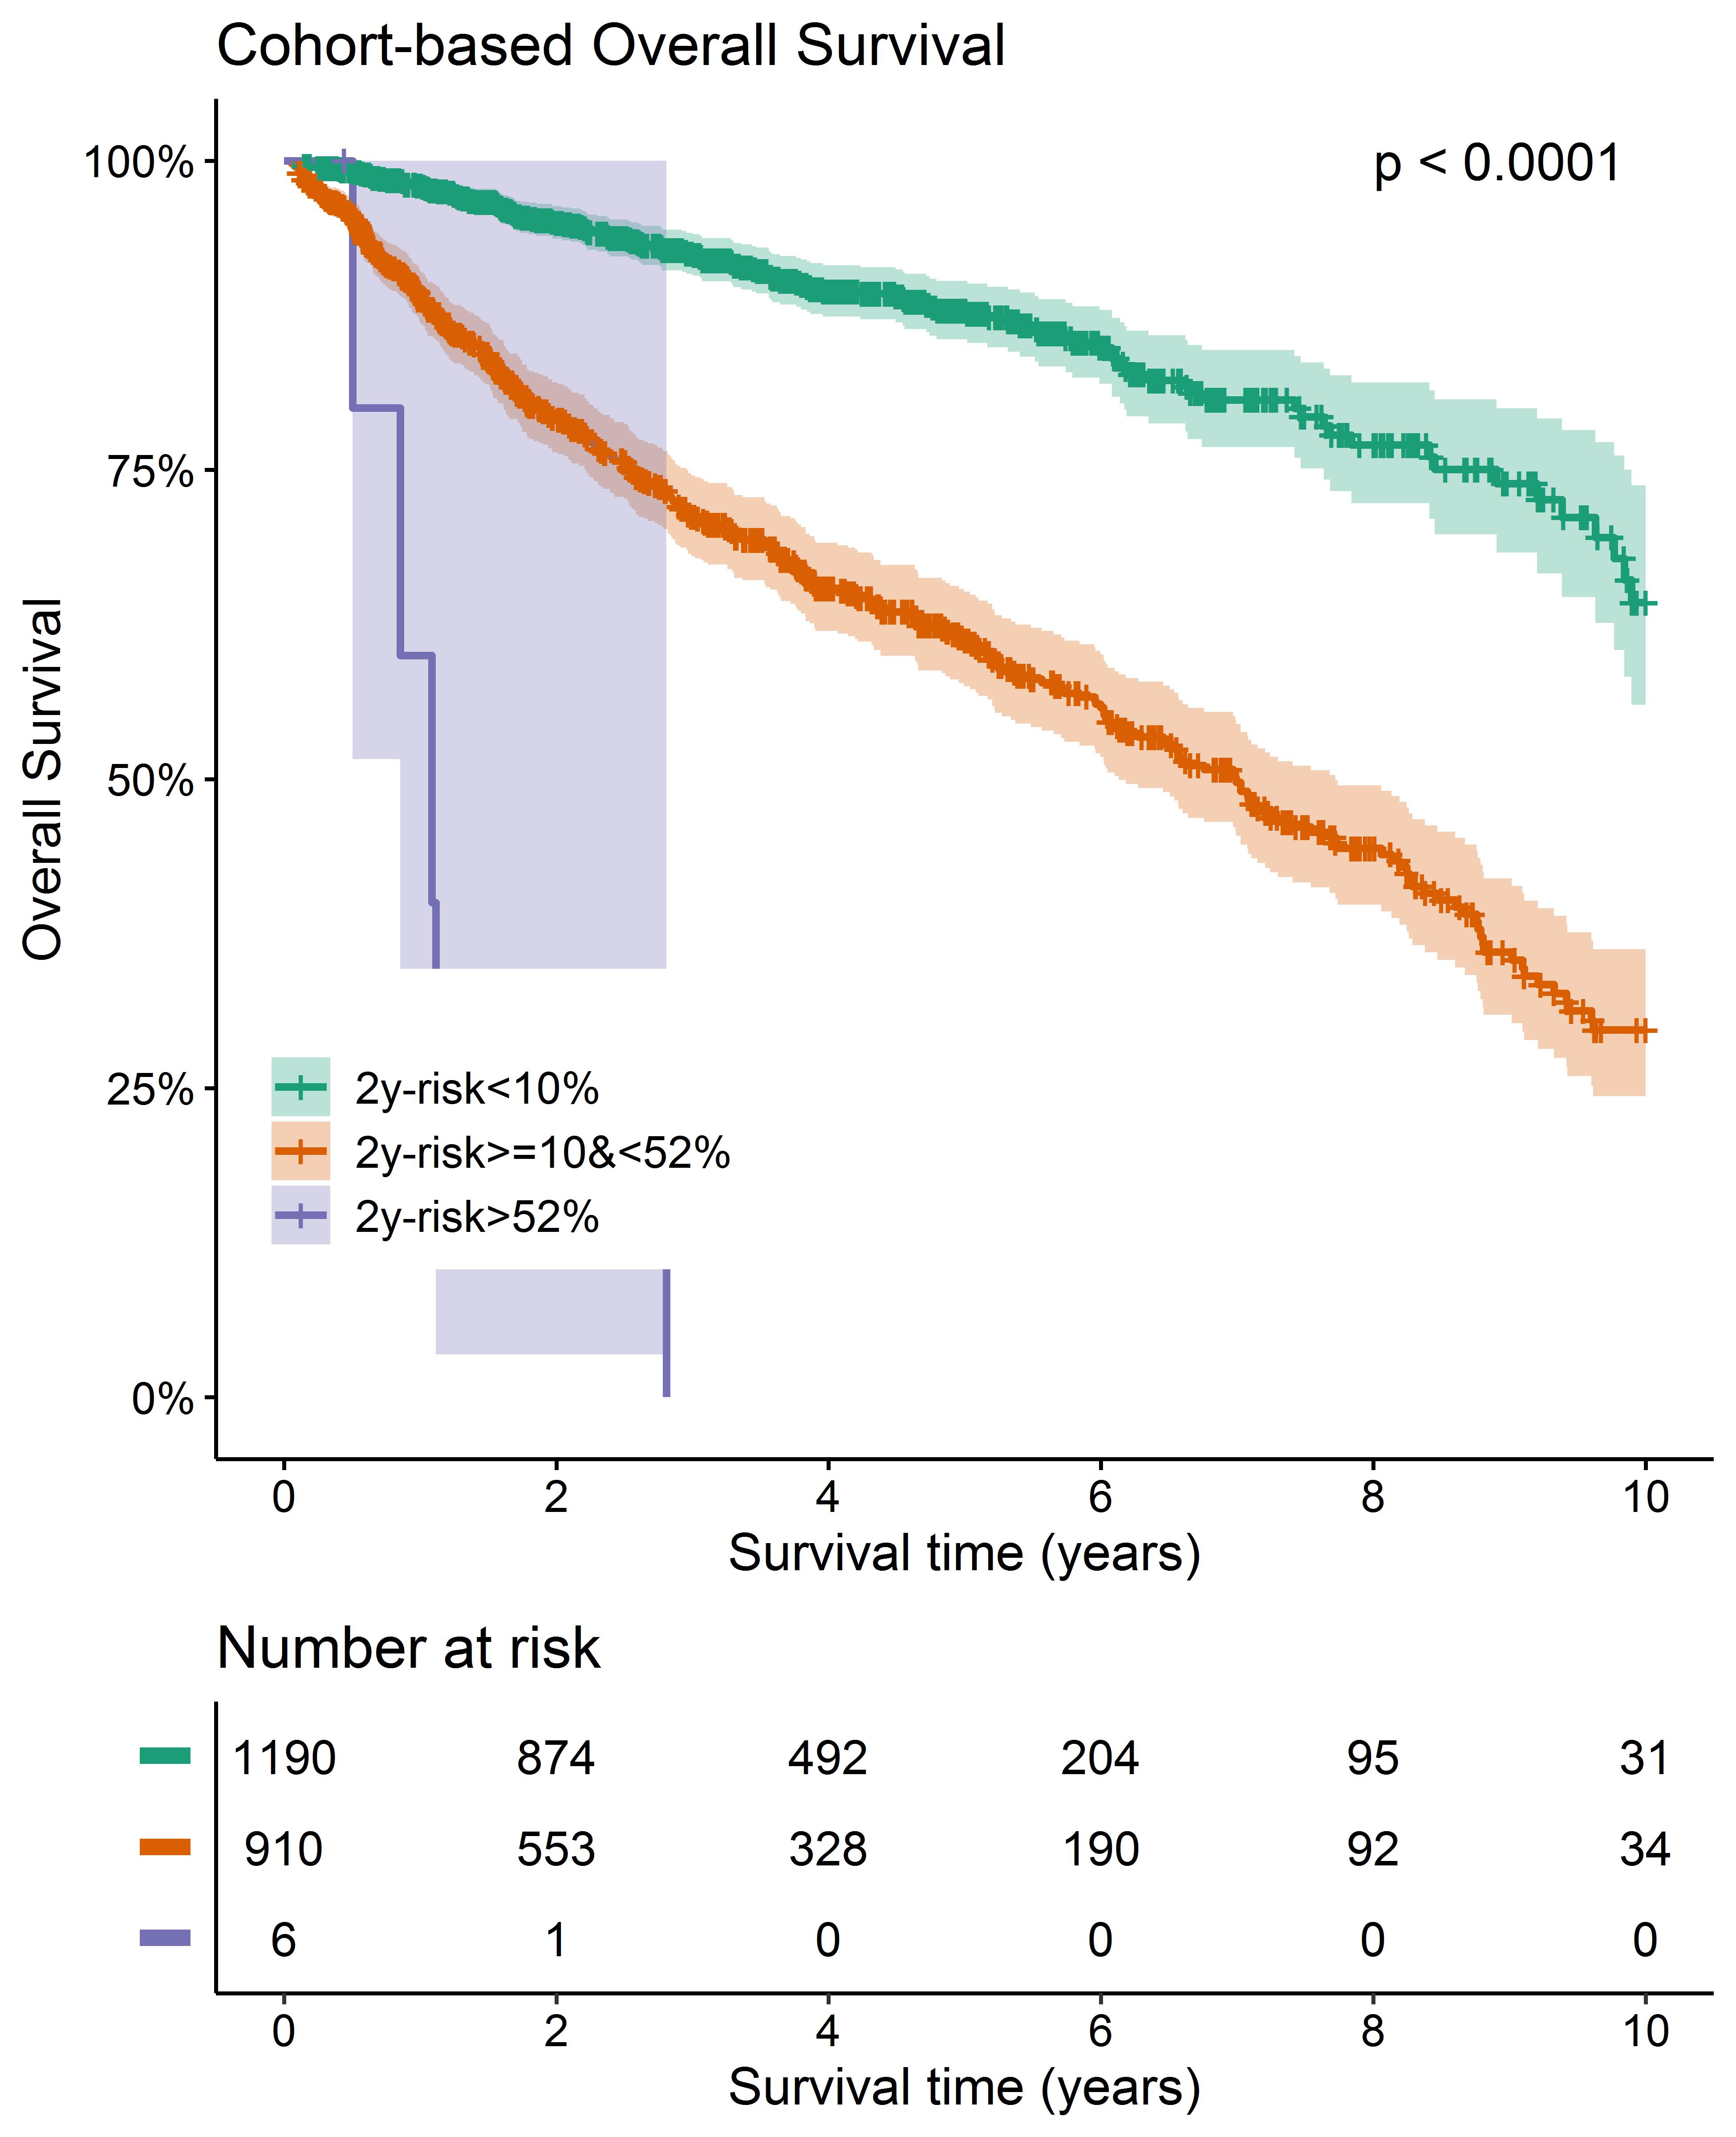 Cohort-based Overall Survival
100%
p < 0.0001
75%
50%
25%
0%
Overall Survival
2y-risk<10%
2y-risk>=10&<52%
2y-risk>52%
0 2 4 6 8 10
Survival time (years)
Number at risk
1190 874 492 204 95 31
910 553 328 190 92 34
6 1 0 0 0 0
0 2 4 6 8 10
Survival time (years)